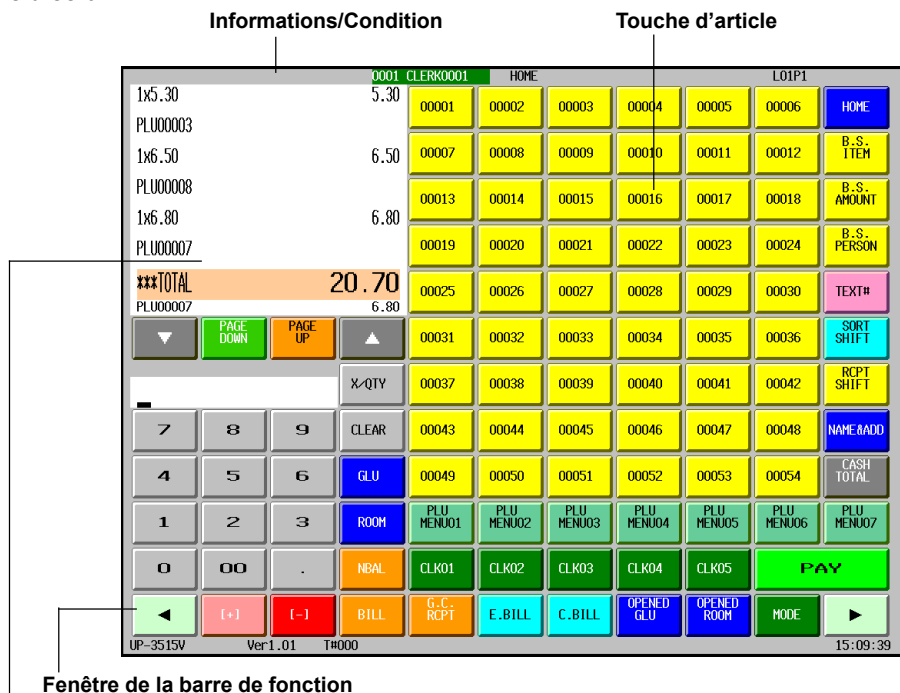 Informations/Condition Touche d'article
0001 CLERK0001 HOME L01P1
1x5.30 5.30
PLU00003
1x6.50 6.50
PLU00008
1x6.80 6.80
PLU00007
***TOTAL 20.70
PLU00007 6.80
00001 00002 00003 00004 00005 00006 HOME
00007 00008 00009 00010 00011 00012 B.S. ITEM
00013 00014 00015 00016 00017 00018 B.S. AMOUNT
00019 00020 00021 00022 00023 00024 B.S. PERSON
00025 00026 00027 00028 00029 00030 TEXT#
PAGE DOWN PAGE UP 00031 00032 00033 00034 00035 00036 SORT SHIFT
X/QTY 00037 00038 00039 00040 00041 00042 RCPT SHIFT
7 8 9 CLEAR 00043 00044 00045 00046 00047 00048 NAME&ADD
4 5 6 GLU 00049 00050 00051 00052 00053 00054 CASH TOTAL
1 2 3 ROOM PLU MENU01 PLU MENU02 PLU MENU03 PLU MENU04 PLU MENU05 PLU MENU06 PLU MENU07
0 00 . NBAL CLK01 CLK02 CLK03 CLK04 CLK05 PAY
[+] [-] BILL G.C. RCPT E.BILL C.BILL OPENED GLU OPENED ROOM MODE
UP-3515V Ver1.01 T#000 15:09:39
Fenêtre de la barre de fonction